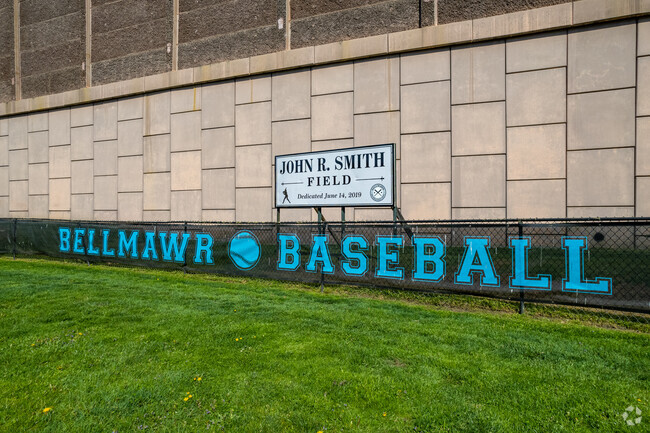 JOHN R. SMITH
FIELD
Dedicated June 14, 2019
BELLMAWR BASEBALL